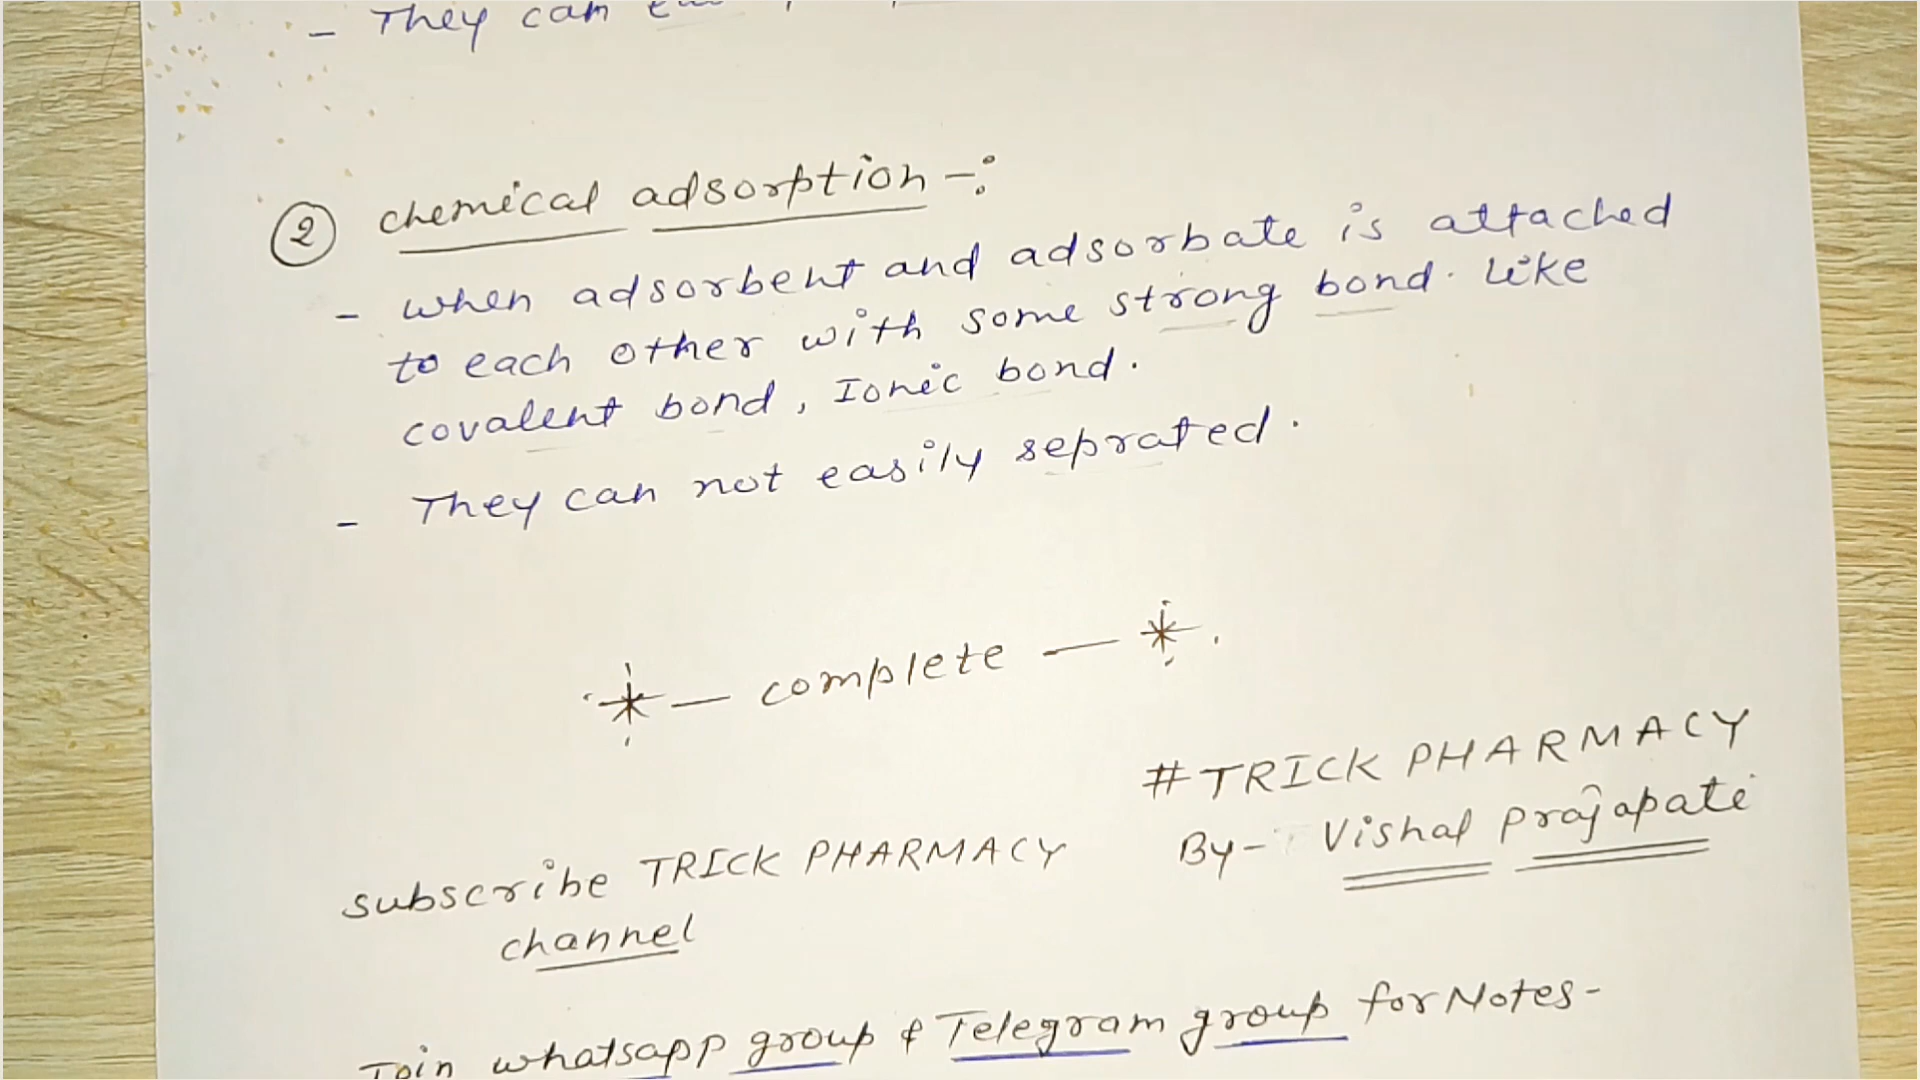 - They can
② chemical adsorption -:
- when adsorbent and adsorbate is attached
to each other with some strong bond. Like
covalent bond, Ionic bond.
- They can not easily seprated.
* — complete — *.
#TRICK PHARMACY
By- Vishal Prajapati
subscribe TRICK PHARMACY
channel
Join whatsapp group & Telegram group for Notes-